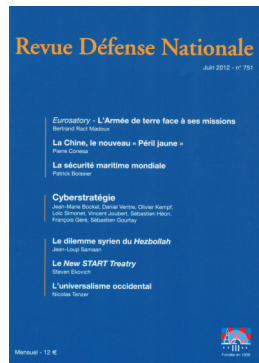 Revue Défense Nationale
Juin 2012 - n° 751
Eurosatory - L'Armée de terre face à ses missions
Bertrand Ract Madoux
La Chine, le nouveau « Péril jaune »
Pierre Conesa
La sécurité maritime mondiale
Patrick Boissier
Cyberstratégie
Jean-Marie Bockel, Daniel Ventre, Olivier Kempf,
Loïc Simonet, Vincent Joubert, Sébastien Héon,
François Géré, Sébastien Gourtay
Le dilemme syrien du Hezbollah
Jean-Loup Samaan
Le New START Treatry
Steven Ekovich
L'universalisme occidental
Nicolas Tenzer
Mensuel - 12 €
Fondée en 1939